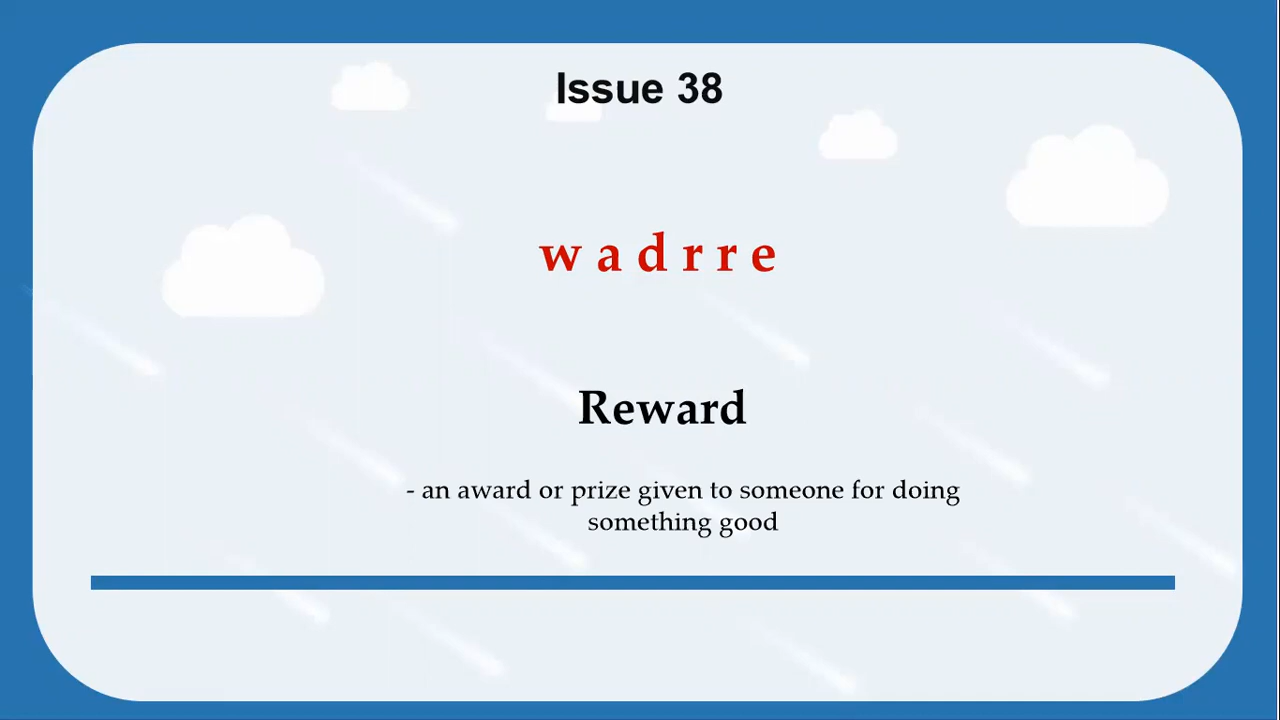 Issue 38
w a d r r e
Reward
- an award or prize given to someone for doing
something good